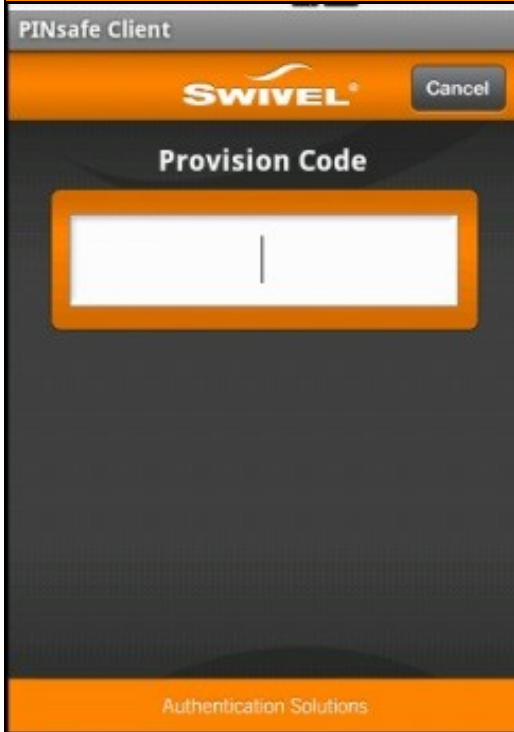 PINsafe Client
SWIVEL®
Cancel
Provision Code
Authentication Solutions